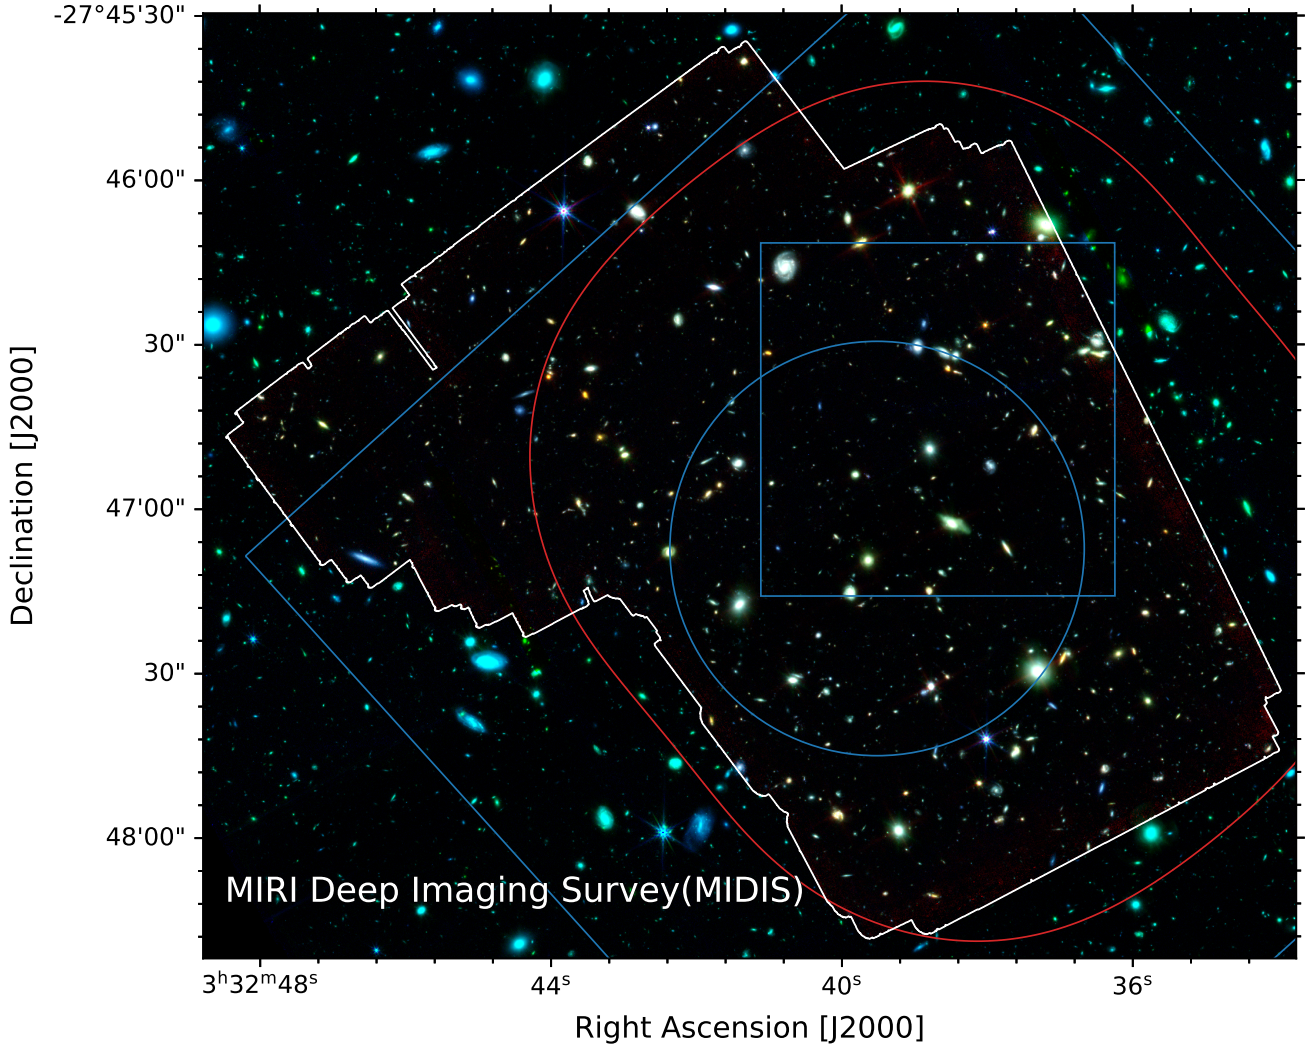 -27°45'30"
46'00"
30"
47'00"
30"
48'00"
Declination [J2000]
MIRI Deep Imaging Survey(MIDIS)
3ʰ32ᵐ48ˢ 44ˢ 40ˢ 36ˢ
Right Ascension [J2000]